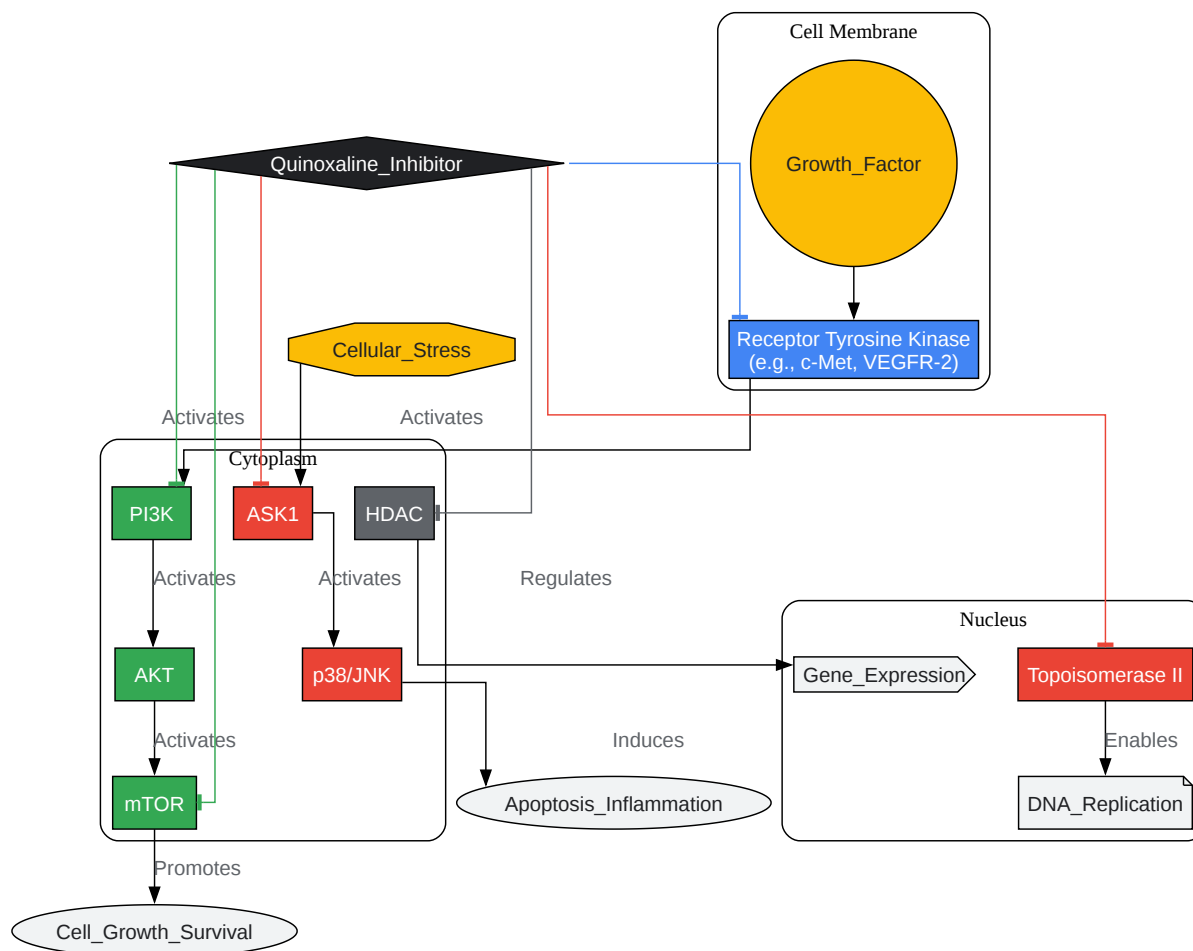 Cell Membrane
Quinoxaline_Inhibitor
Growth_Factor
Cellular_Stress
Receptor Tyrosine Kinase
(e.g., c-Met, VEGFR-2)
Activates
Activates
Cytoplasm
PI3K
ASK1
HDAC
Activates
Activates
Regulates
Nucleus
AKT
p38/JNK
Gene_Expression
Topoisomerase II
Activates
Induces
Enables
mTOR
Apoptosis_Inflammation
DNA_Replication
Promotes
Cell_Growth_Survival